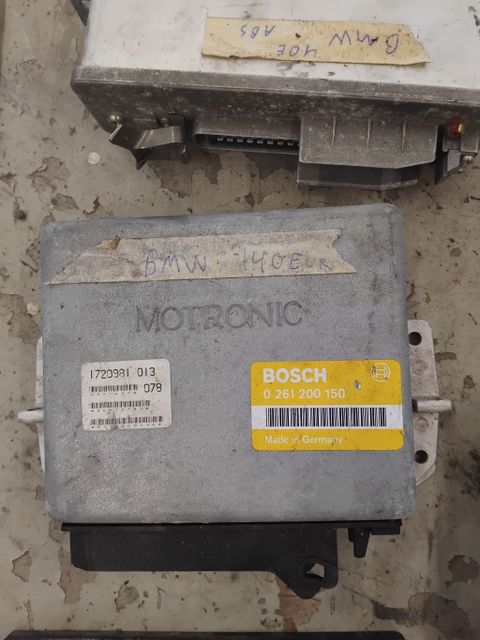 BMW 40E
ABS
BMW 140EUR
MOTRONIC
1720981 013
078
BOSCH
0 261 200 150
Made in Germany